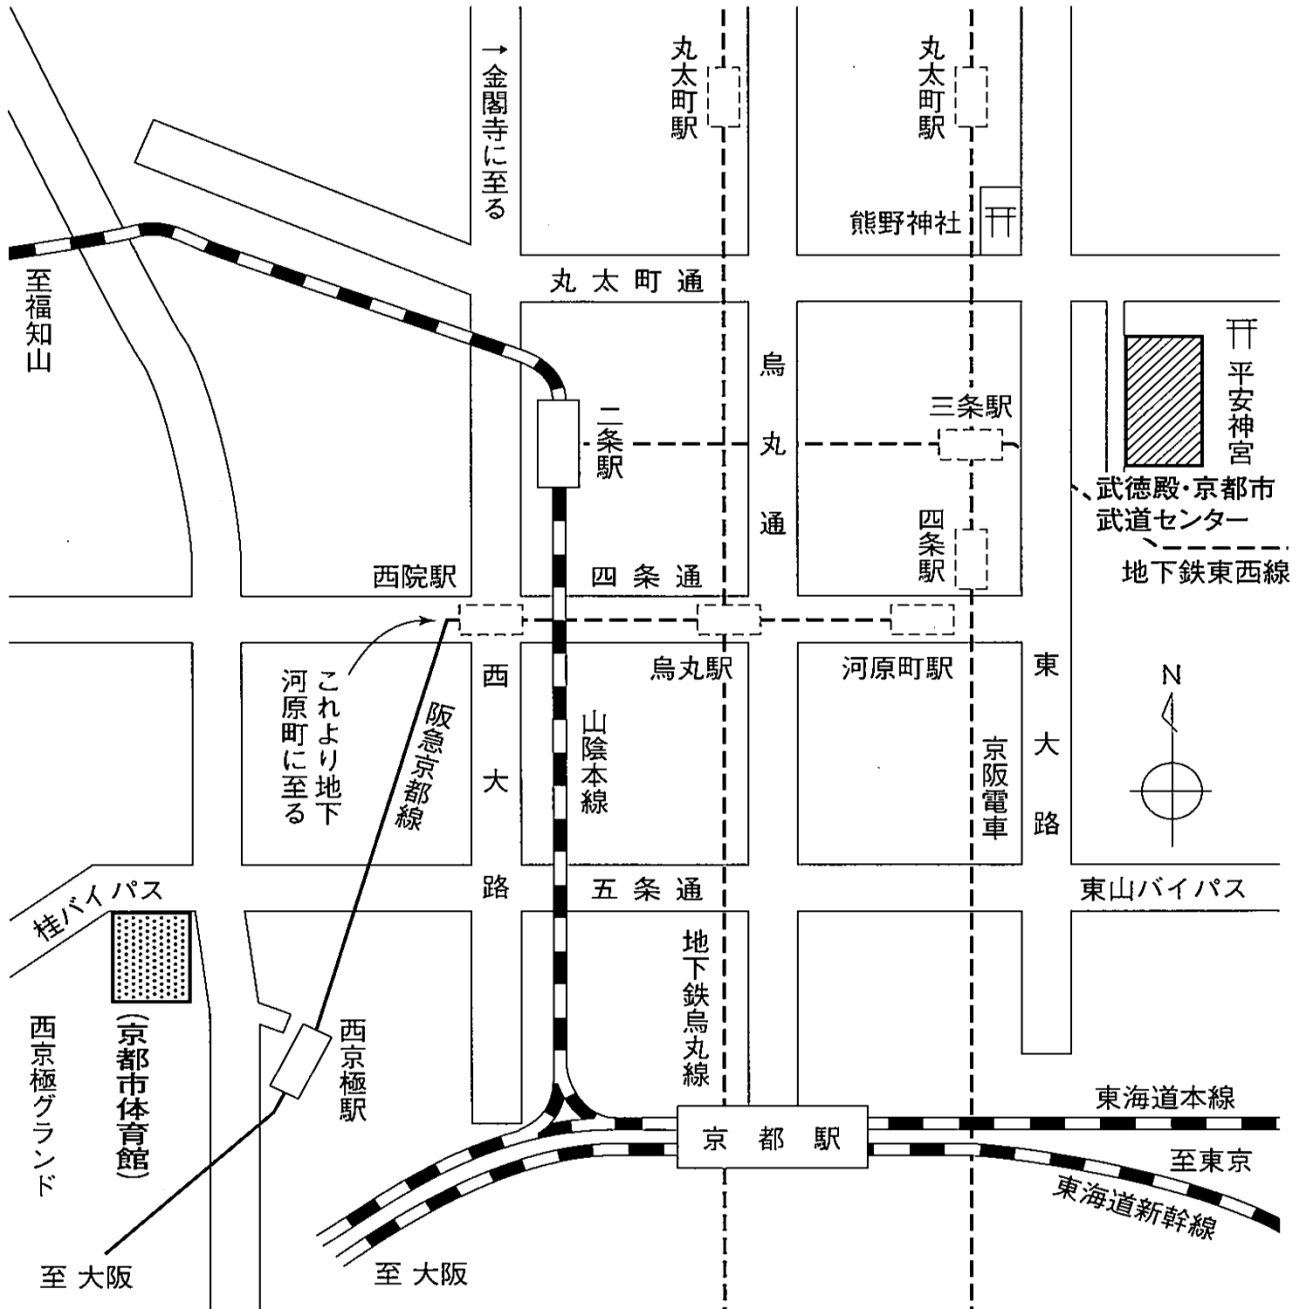 丸太町駅
丸太町駅
→金閣寺に至る
熊野神社
丸太町通
至福知山
烏丸通
二条駅
三条駅
平安神宮
武徳殿・京都市
武道センター
四条駅
地下鉄東西線
西院駅
四条通
烏丸駅
河原町駅
これより地下
河原町に至る
阪急京都線
西大路
山陰本線
東大路
京阪電車
N
五条通
東山バイパス
桂バイパス
地下鉄烏丸線
西京極グランド
(京都市体育館)
西京極駅
京都駅
東海道本線
至東京
東海道新幹線
至 大阪
至 大阪